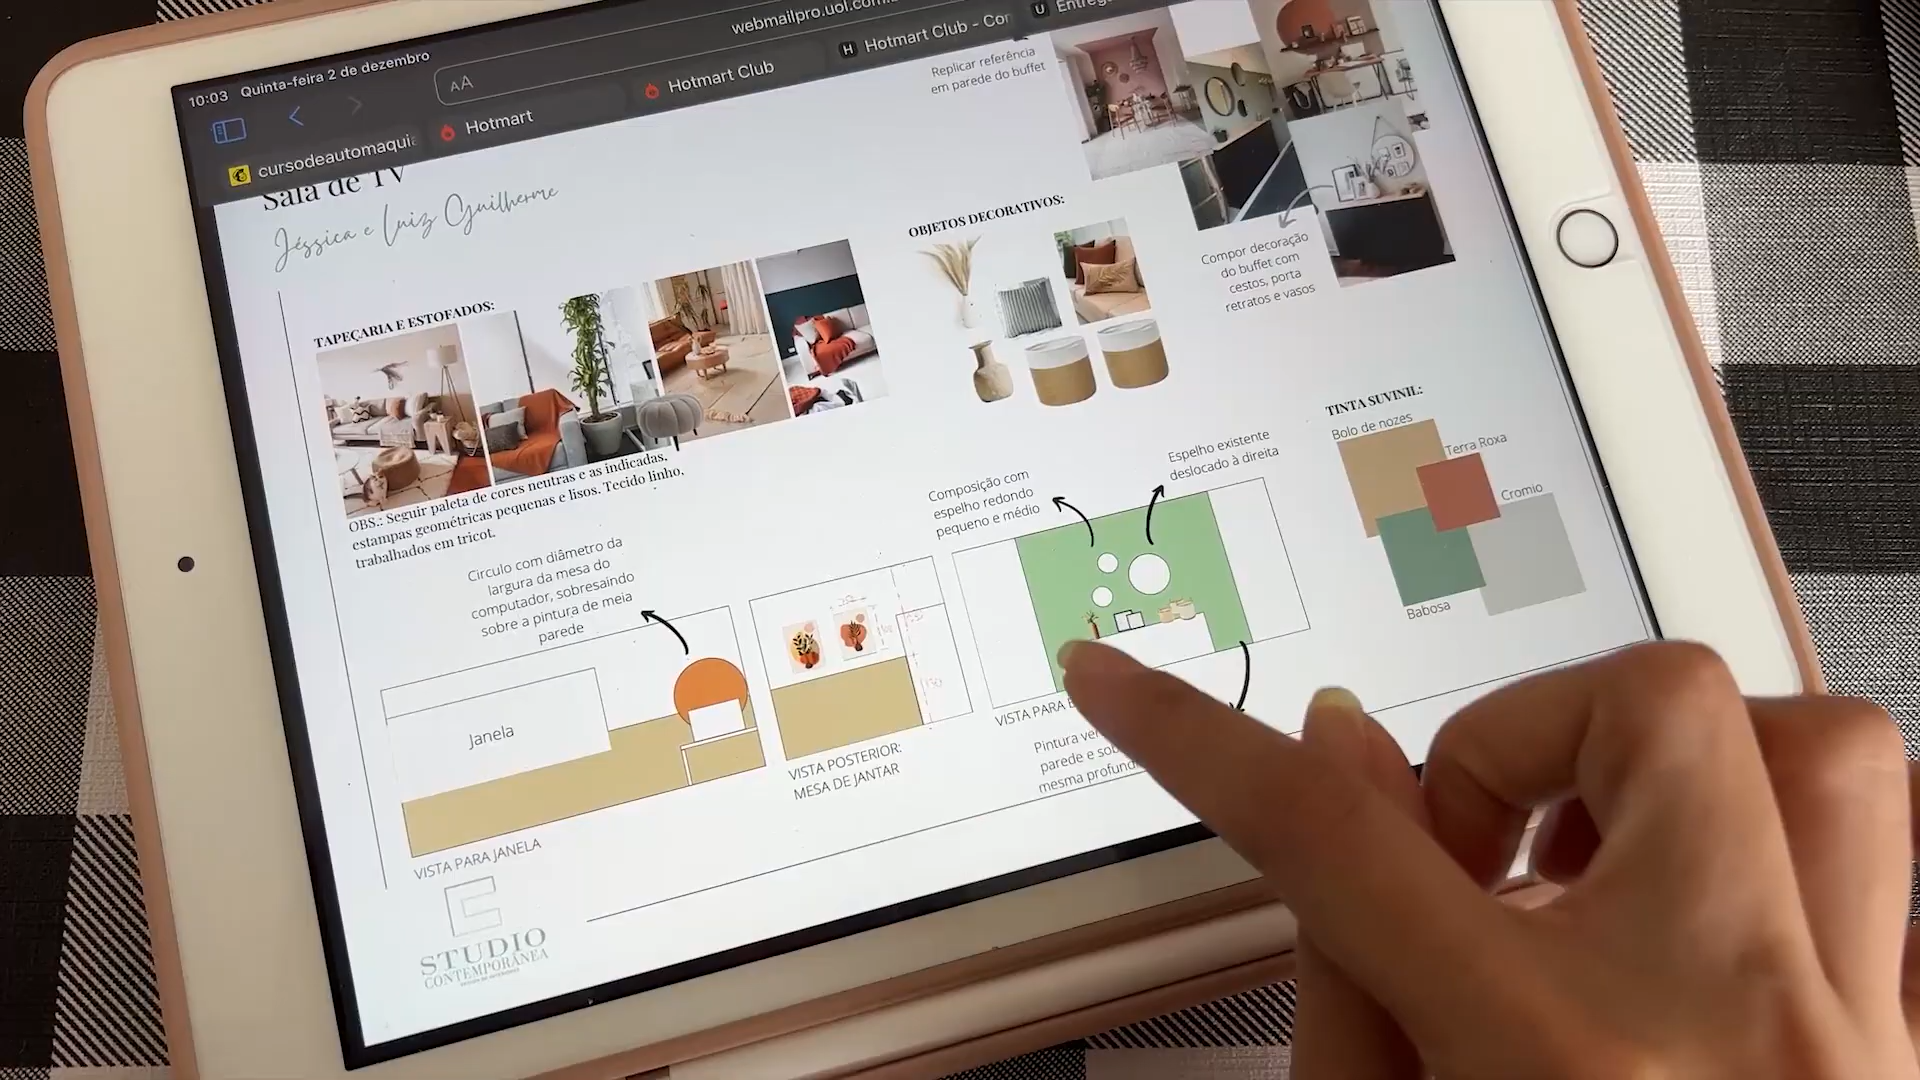 10:03 Quinta-feira 2 de dezembro
AA
webmailpro.uol.com
cursodeautomaqui
Hotmart
Hotmart Club
Hotmart Club - Cor
Sala de TV
Jéssica e Luiz Guilherme
Replicar referência
em parede do buffet
TAPEÇARIA E ESTOFADOS:
OBS.: Seguir paleta de cores neutras e as indicadas,
estampas geométricas pequenas e lisos. Tecido linho,
trabalhados em tricot.
OBJETOS DECORATIVOS:
Compor decoração
do buffet com
cestos, porta
retratos e vasos
TINTA SUVINIL:
Bolo de nozes
Terra Roxa
Cromio
Babosa
Circulo com diâmetro da
largura da mesa do
computador, sobresaindo
sobre a pintura de meia
parede
Janela
VISTA PARA JANELA
VISTA POSTERIOR:
MESA DE JANTAR
Composição com
espelho redondo
pequeno e médio
Espelho existente
deslocado à direita
VISTA PARA
Pintura ver
parede e sob
mesma profund
STUDIO
CONTEMPORÂNEA